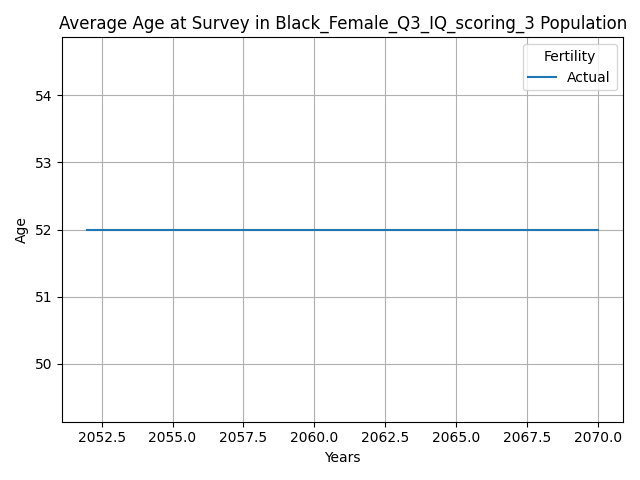 Average Age at Survey in Black_Female_Q3_IQ_scoring_3 Population
Fertility
Actual
54
53
52
51
50
Age
2052.5 2055.0 2057.5 2060.0 2062.5 2065.0 2067.5 2070.0
Years